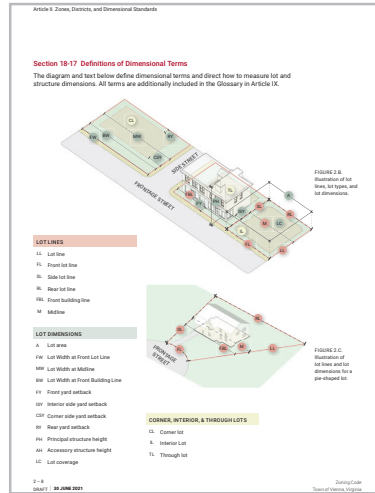 Article II. Zones, Districts, and Dimensional Standards
Section 18-17 Definitions of Dimensional Terms
The diagram and text below define dimensional terms and direct how to measure lot and
structure dimensions. All terms are additionally included in the Glossary in Article IX.
CL
FW
BW
MW
RY
CSY
SIDE STREET
FRONTAGE STREET
FIGURE 2.B.
Illustration of lot
lines, lot types, and
lot dimensions.
LOT LINES
LL Lot line
FL Front lot line
SL Side lot line
RL Rear lot line
FBL Front building line
M Midline
LOT DIMENSIONS
A Lot area
FW Lot Width at Front Lot Line
MW Lot Width at Midline
BW Lot Width at Front Building Line
FY Front yard setback
ISY Interior side yard setback
CSY Corner side yard setback
RY Rear yard setback
PH Principal structure height
AH Accessory structure height
LC Lot coverage
FRONTAGE
STREET
FIGURE 2.C.
Illustration of
lot lines and lot
dimensions for a
pie-shaped lot.
CORNER, INTERIOR, & THROUGH LOTS
CL Corner lot
IL Interior Lot
TL Through lot
2 – 8
DRAFT | 30 JUNE 2021
Zoning Code
Town of Vienna, Virginia